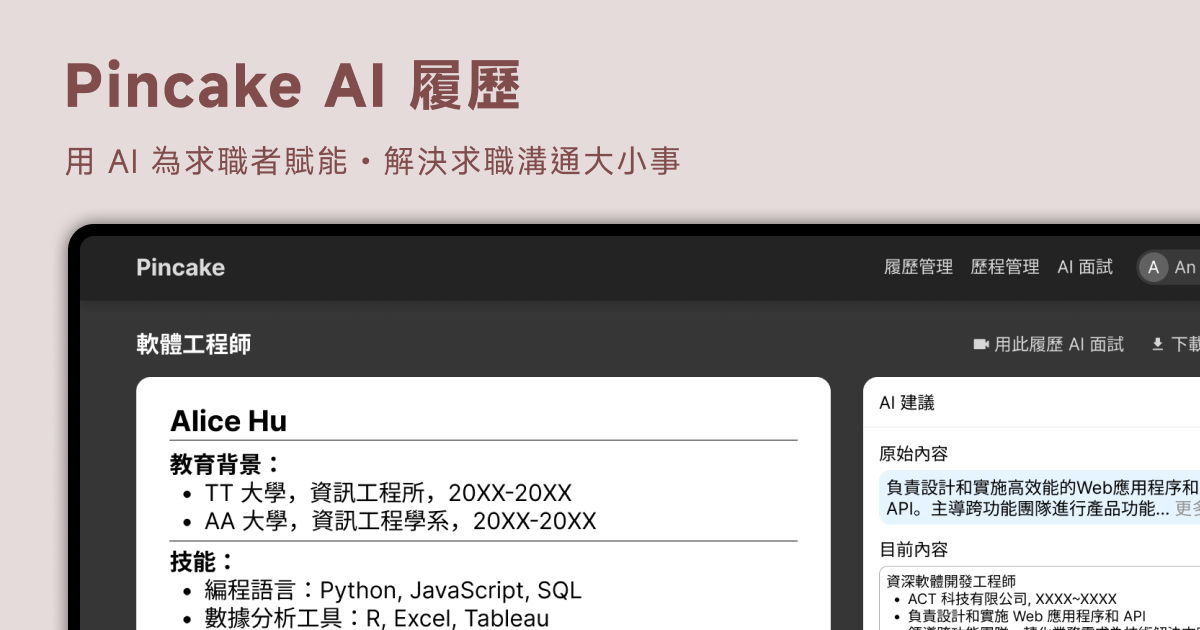 Pincake AI 履歷
用 AI 為求職者賦能・解決求職溝通大小事
Pincake
履歷管理 歷程管理 AI 面試 A An
軟體工程師
用此履歷 AI 面試 下載
Alice Hu
教育背景：
• TT 大學，資訊工程所，20XX-20XX
• AA 大學，資訊工程學系，20XX-20XX
技能：
• 編程語言：Python, JavaScript, SQL
• 數據分析工具：R, Excel, Tableau
AI 建議
原始內容
負責設計和實施高效能的Web應用程序和
API。主導跨功能團隊進行產品功能... 更多
目前內容
資深軟體開發工程師
• ACT 科技有限公司, XXXX~XXXX
• 負責設計和實施 Web 應用程序和 API